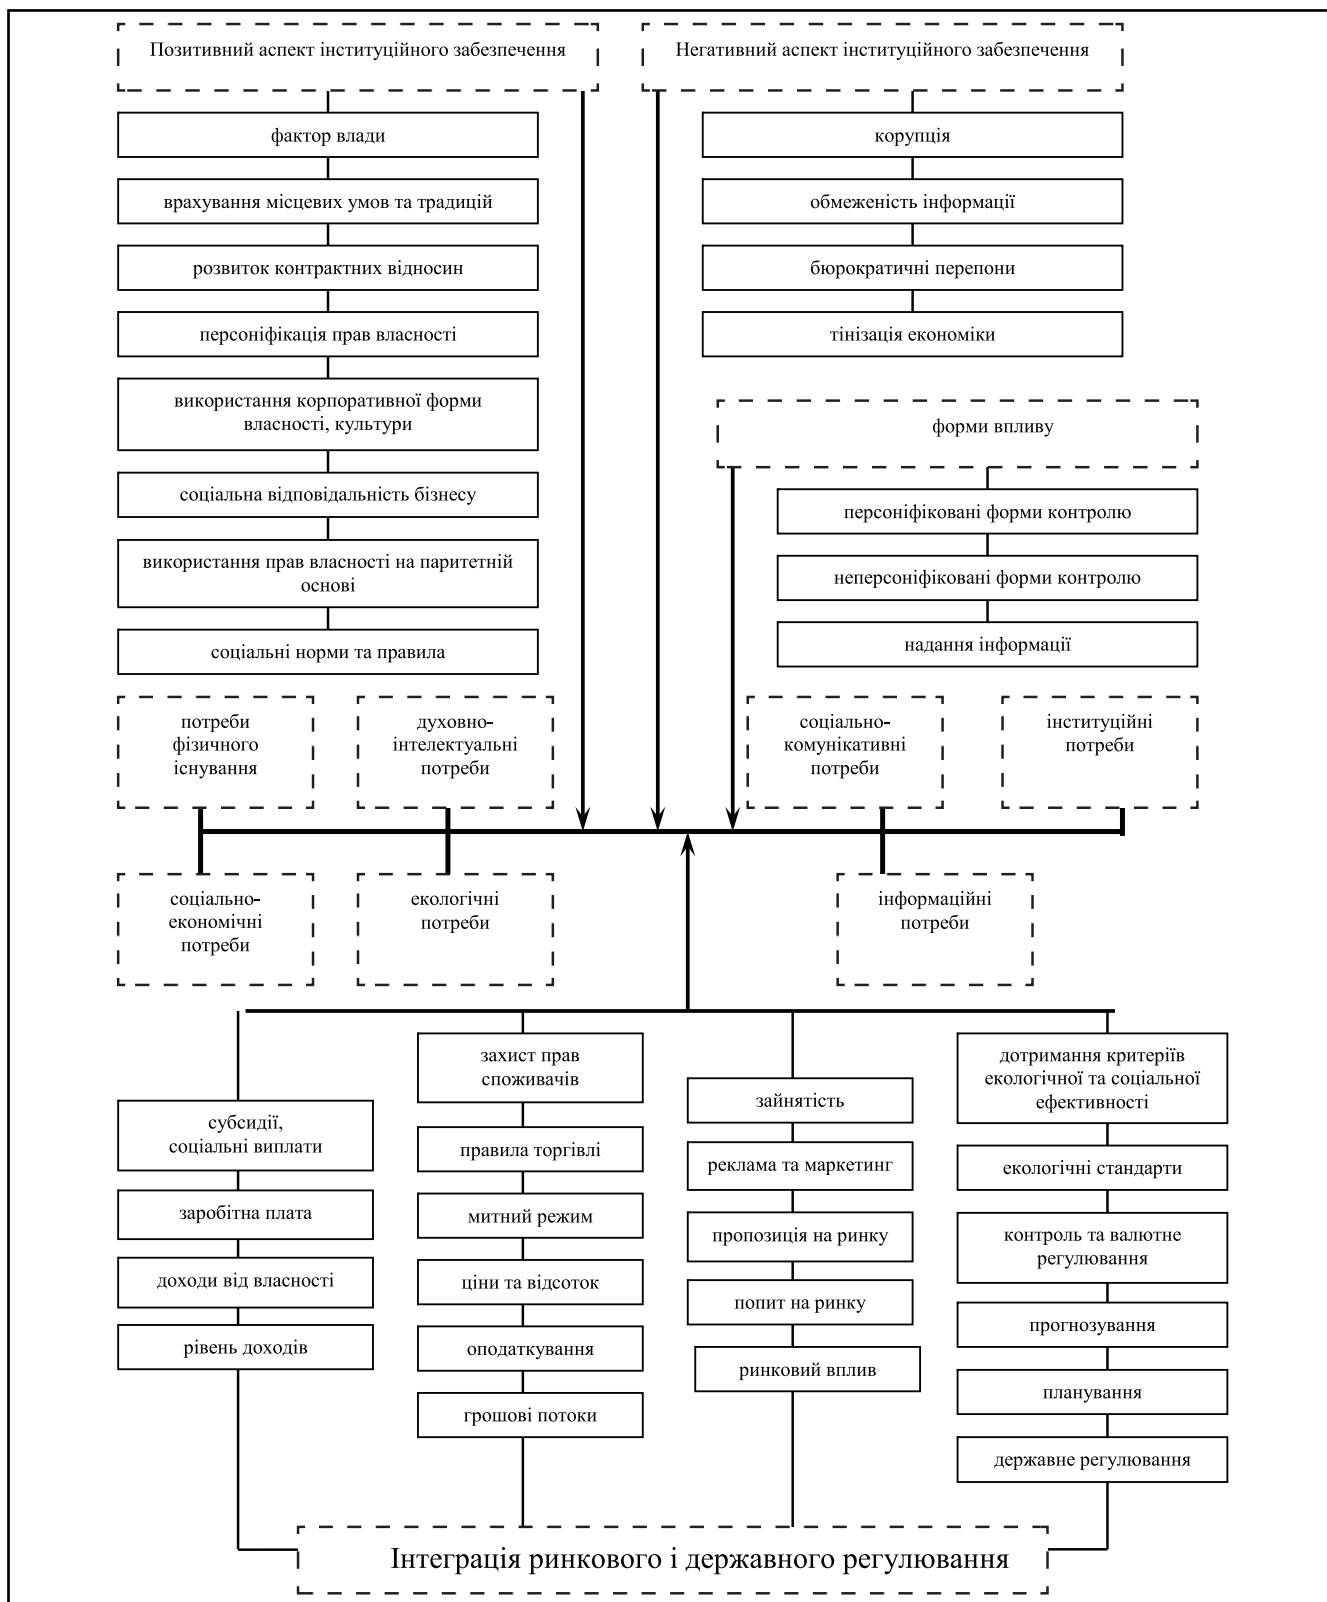 Позитивний аспект інституційного забезпечення
фактор влади
врахування місцевих умов та традицій
розвиток контрактних відносин
персоніфікація прав власності
використання корпоративної форми
власності, культури
соціальна відповідальність бізнесу
використання прав власності на паритетній
основі
соціальні норми та правила
Негативний аспект інституційного забезпечення
корупція
обмеженість інформації
бюрократичні перепони
тінізація економіки
форми впливу
персоніфіковані форми контролю
неперсоніфіковані форми контролю
надання інформації
потреби
фізичного
існування
духовно-
інтелектуальні
потреби
соціально-
комунікативні
потреби
інституційні
потреби
соціально-
економічні
потреби
екологічні
потреби
інформаційні
потреби
субсидії,
соціальні виплати
заробітна плата
доходи від власності
рівень доходів
захист прав
споживачів
правила торгівлі
митний режим
ціни та відсоток
оподаткування
грошові потоки
зайнятість
реклама та маркетинг
пропозиція на ринку
попит на ринку
ринковий вплив
дотримання критеріїв
екологічної та соціальної
ефективності
екологічні стандарти
контроль та валютне
регулювання
прогнозування
планування
державне регулювання
Інтеграція ринкового і державного регулювання